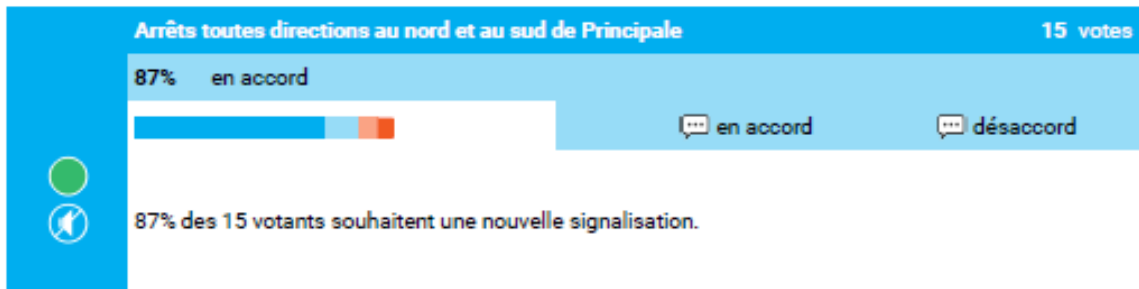 Arrêts toutes directions au nord et au sud de Principale 15 votes
87% en accord
en accord désaccord
87% des 15 votants souhaitent une nouvelle signalisation.